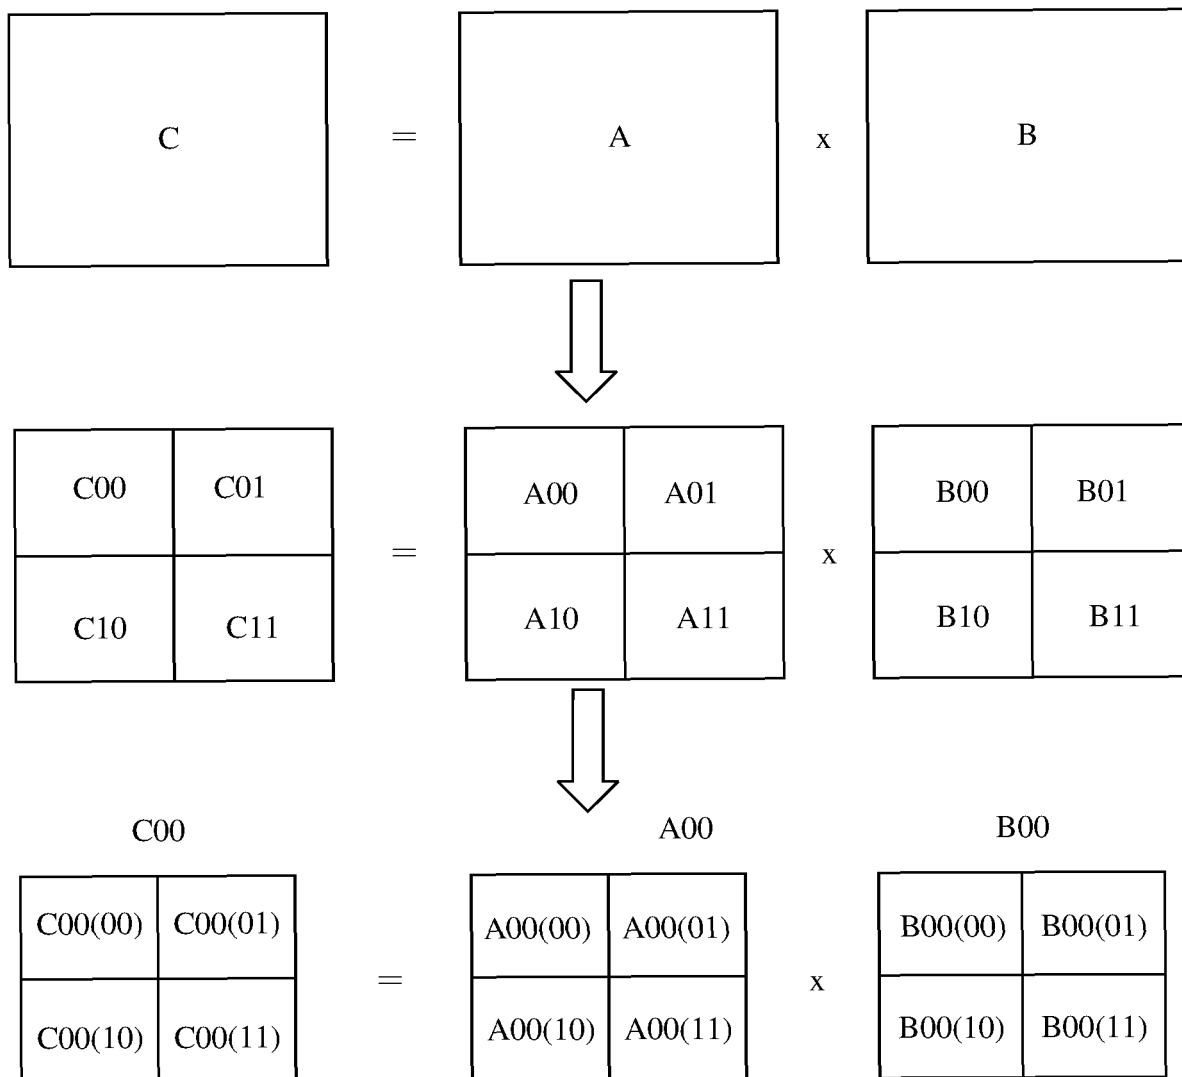 C = A x B
C00 C01 A00 A01 B00 B01
= x
C10 C11 A10 A11 B10 B11
C00 A00 B00
C00(00) C00(01) A00(00) A00(01) B00(00) B00(01)
= x
C00(10) C00(11) A00(10) A00(11) B00(10) B00(11)